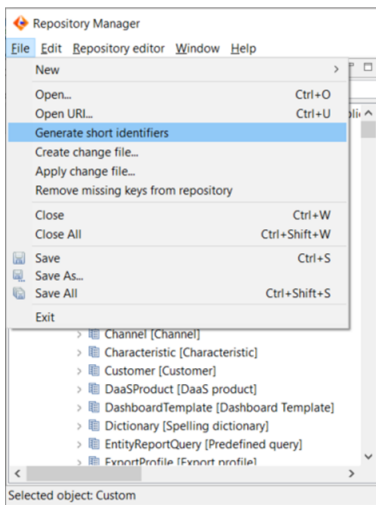 Repository Manager
File Edit Repository editor Window Help
New
Open... Ctrl+O
Open URI... Ctrl+U
Generate short identifiers
Create change file...
Apply change file...
Remove missing keys from repository
Close Ctrl+W
Close All Ctrl+Shift+W
Save Ctrl+S
Save As...
Save All Ctrl+Shift+S
Exit
Channel [Channel]
Characteristic [Characteristic]
Customer [Customer]
DaaSProduct [DaaS product]
DashboardTemplate [Dashboard Template]
Dictionary [Spelling dictionary]
EntityReportQuery [Predefined query]
ExportProfile [Export profile]
Selected object: Custom